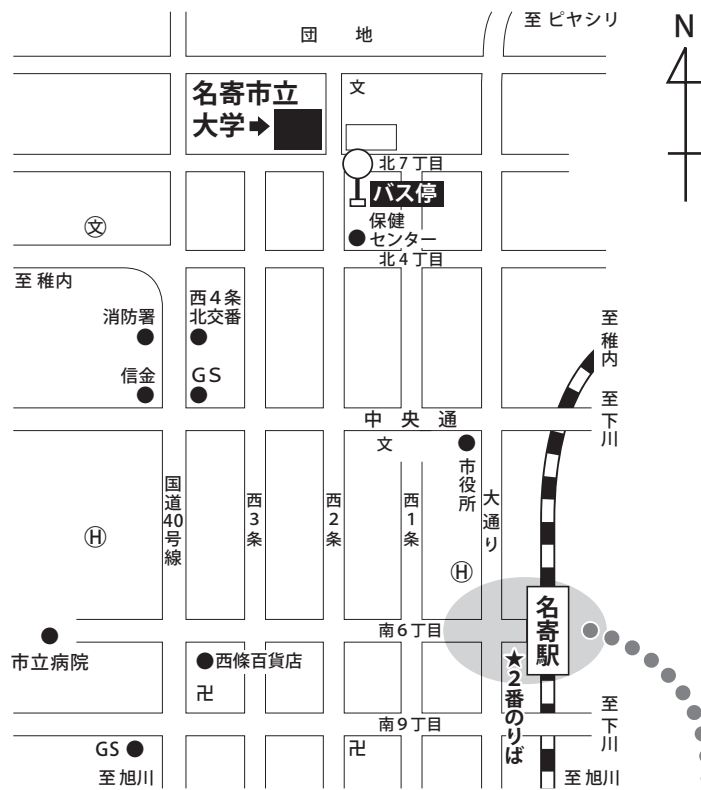 団 地
至 ピヤシリ
N
名寄市立
大学➡
文
北7丁目
バス停
保健
センター
文
北4丁目
至 稚内
西4条
北交番
消防署
至 稚内
信金
GS
至 下川
中 央 通
文
市役所
国道40号線
西3条
西2条
西1条
大通り
H
H
南6丁目
名寄駅
市立病院
西條百貨店
★2番のりば
卍
南9丁目
至 下川
GS
卍
至 旭川
至 旭川